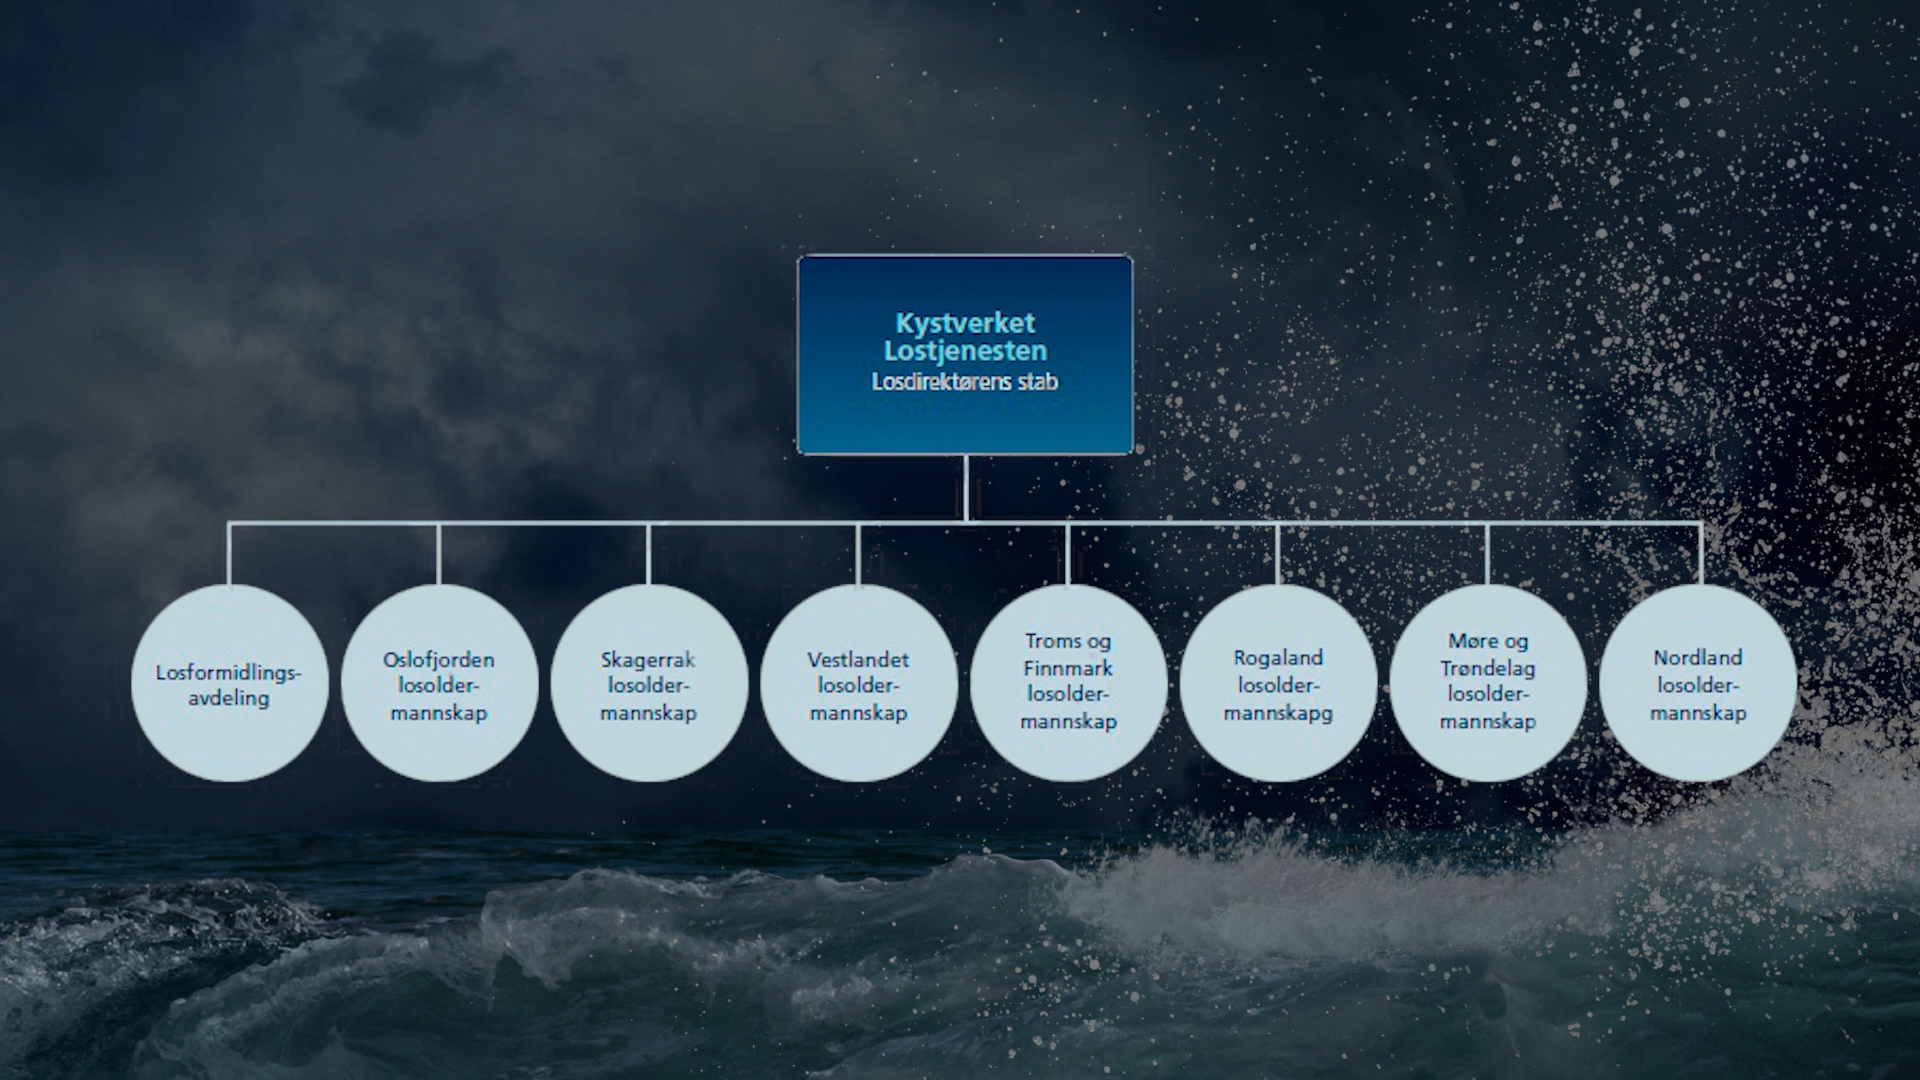 Kystverket
Lostjenesten
Losdirektørens stab
Losformidlings-
avdeling
Oslofjorden
losolder-
mannskap
Skagerrak
losolder-
mannskap
Vestlandet
losolder-
mannskap
Troms og
Finnmark
losolder-
mannskap
Rogaland
losolder-
mannskapg
Møre og
Trøndelag
losolder-
mannskap
Nordland
losolder-
mannskap